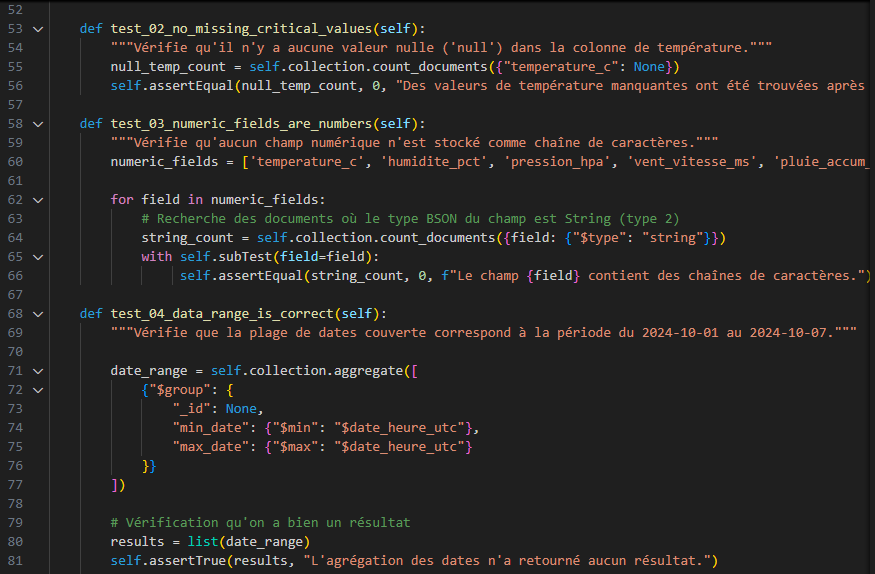 52
53 def test_02_no_missing_critical_values(self):
54 """Vérifie qu'il n'y a aucune valeur nulle ('null') dans la colonne de température."""
55 null_temp_count = self.collection.count_documents({"temperature_c": None})
56 self.assertEqual(null_temp_count, 0, "Des valeurs de température manquantes ont été trouvées après
57
58 def test_03_numeric_fields_are_numbers(self):
59 """Vérifie qu'aucun champ numérique n'est stocké comme chaîne de caractères."""
60 numeric_fields = ['temperature_c', 'humidite_pct', 'pression_hpa', 'vent_vitesse_ms', 'pluie_accum_
61
62 for field in numeric_fields:
63 # Recherche des documents où le type BSON du champ est String (type 2)
64 string_count = self.collection.count_documents({field: {"$type": "string"}})
65 with self.subTest(field=field):
66 self.assertEqual(string_count, 0, f"Le champ {field} contient des chaînes de caractères.")
67
68 def test_04_data_range_is_correct(self):
69 """Vérifie que la plage de dates couverte correspond à la période du 2024-10-01 au 2024-10-07."""
70
71 date_range = self.collection.aggregate([
72 {"$group": {
73 "_id": None,
74 "min_date": {"$min": "$date_heure_utc"},
75 "max_date": {"$max": "$date_heure_utc"}
76 }}
77 ])
78
79 # Vérification qu'on a bien un résultat
80 results = list(date_range)
81 self.assertTrue(results, "L'agrégation des dates n'a retourné aucun résultat.")